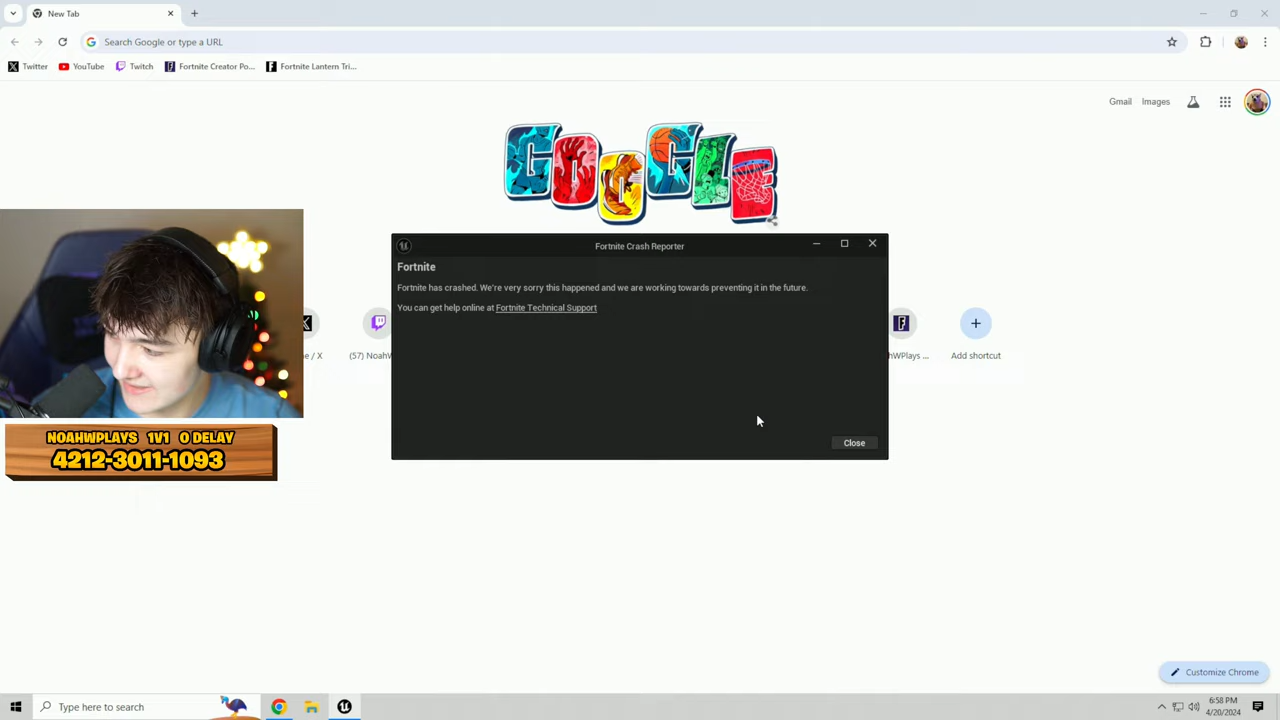 New Tab
Search Google or type a URL
Twitter
YouTube
Twitch
Fortnite Creator Po...
Fortnite Lantern Tri...
Gmail
Images
GOOGLE
Fortnite Crash Reporter
Fortnite
Fortnite has crashed. We're very sorry this happened and we are working towards preventing it in the future.
You can get help online at Fortnite Technical Support
e / X
(57) NoahW
hWPlays ...
Add shortcut
Close
NOAHWPLAYS 1V1 0 DELAY
4212-3011-1093
Customize Chrome
Type here to search
6:58 PM
4/20/2024